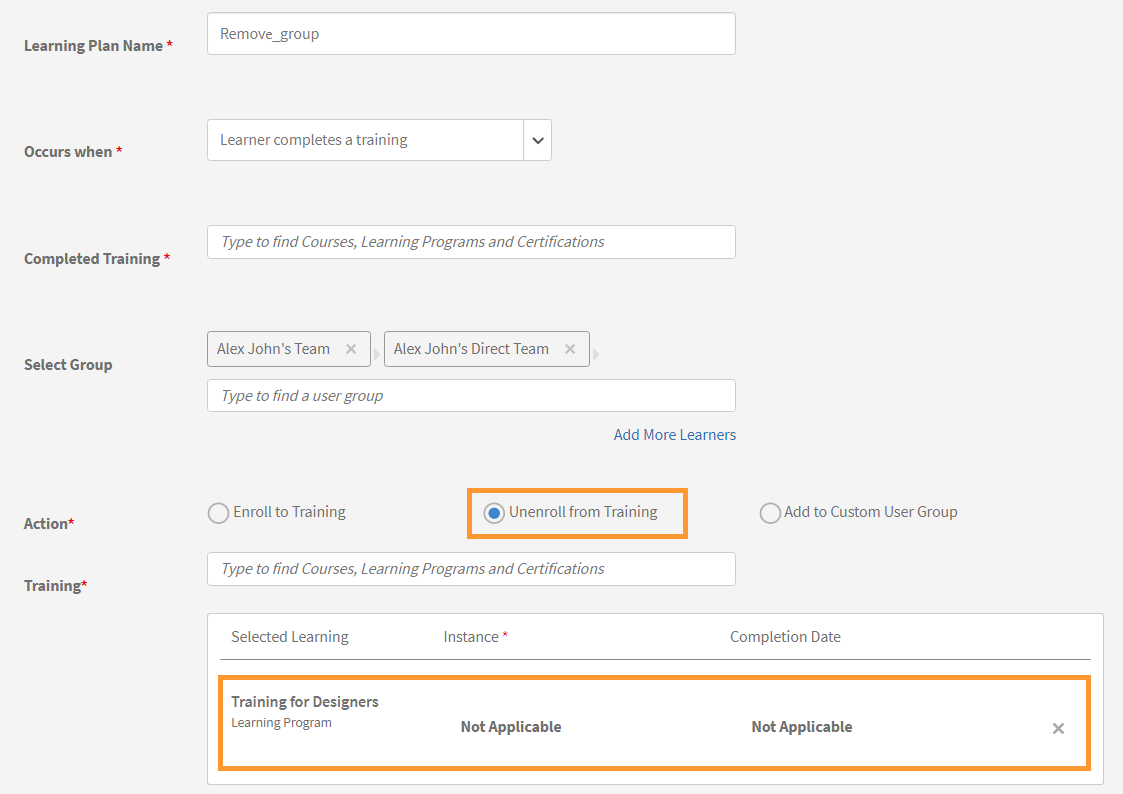 Learning Plan Name *
Remove_group
Occurs when *
Learner completes a training
Completed Training *
Type to find Courses, Learning Programs and Certifications
Select Group
Alex John's Team
Alex John's Direct Team
Type to find a user group
Add More Learners
Action*
Enroll to Training
Unenroll from Training
Add to Custom User Group
Training*
Type to find Courses, Learning Programs and Certifications
Selected Learning Instance * Completion Date
Training for Designers
Learning Program
Not Applicable Not Applicable